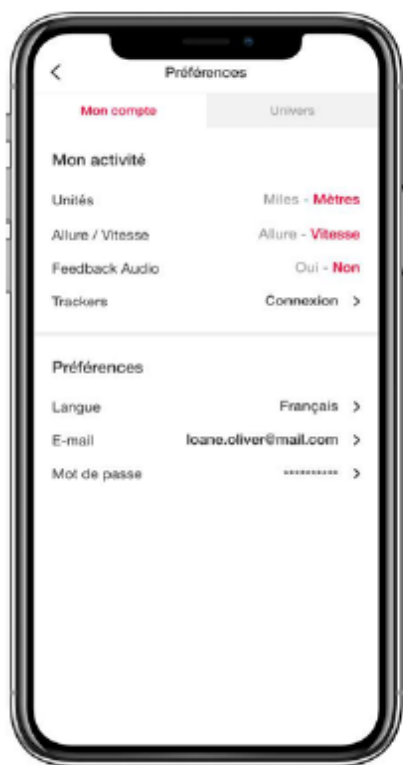 Préférences
Mon compte Univers
Mon activité
Unités Miles - Mètres
Allure / Vitesse Allure - Vitesse
Feedback Audio Oui - Non
Trackers Connexion >
Préférences
Langue Français >
E-mail loane.oliver@mail.com >
Mot de passe ********** >